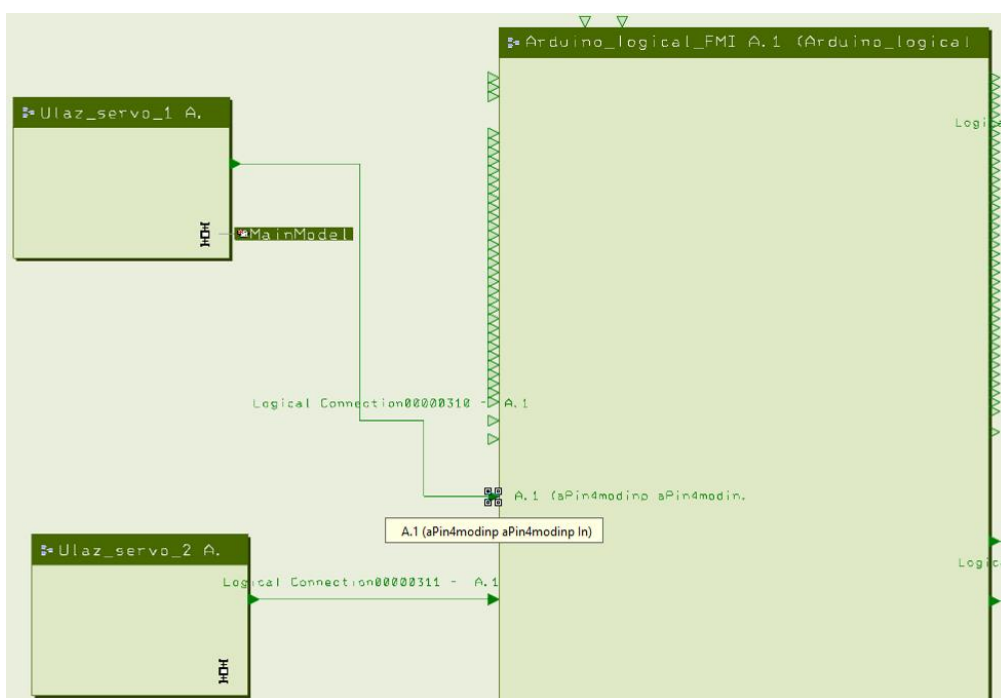 Arduino_logical_FMI A.1 (Arduino_logical
Ulaz_servo_1 A.
Logi
MainModel
Logical Connection00000310 - A.1
A.1 (aPin4modinp aPin4modin.
A.1 (aPin4modinp aPin4modinp In)
Ulaz_servo_2 A.
Logic
Logical Connection00000311 - A.1